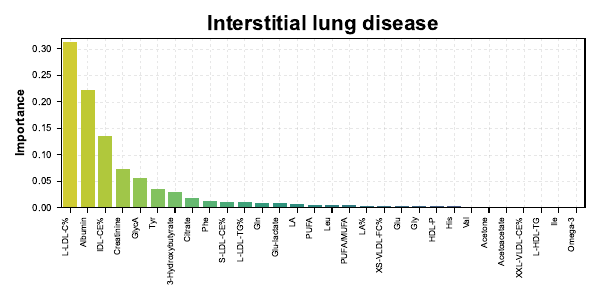 Interstitial lung disease
Importance
0.30
0.25
0.20
0.15
0.10
0.05
0.00
L-LDL-C%
Albumin
IDL-CE%
Creatinine
GlycA
Tyr
3-Hydroxybutyrate
Citrate
Phe
S-LDL-CE%
L-LDL-TG%
Gln
Glu-lactate
LA
PUFA
Leu
PUFA/MUFA
LA%
XS-VLDL-FC%
Glu
Gly
HDL-P
His
Val
Acetone
Acetoacetate
XXL-VLDL-CE%
L-HDL-TG
Ile
Omega-3